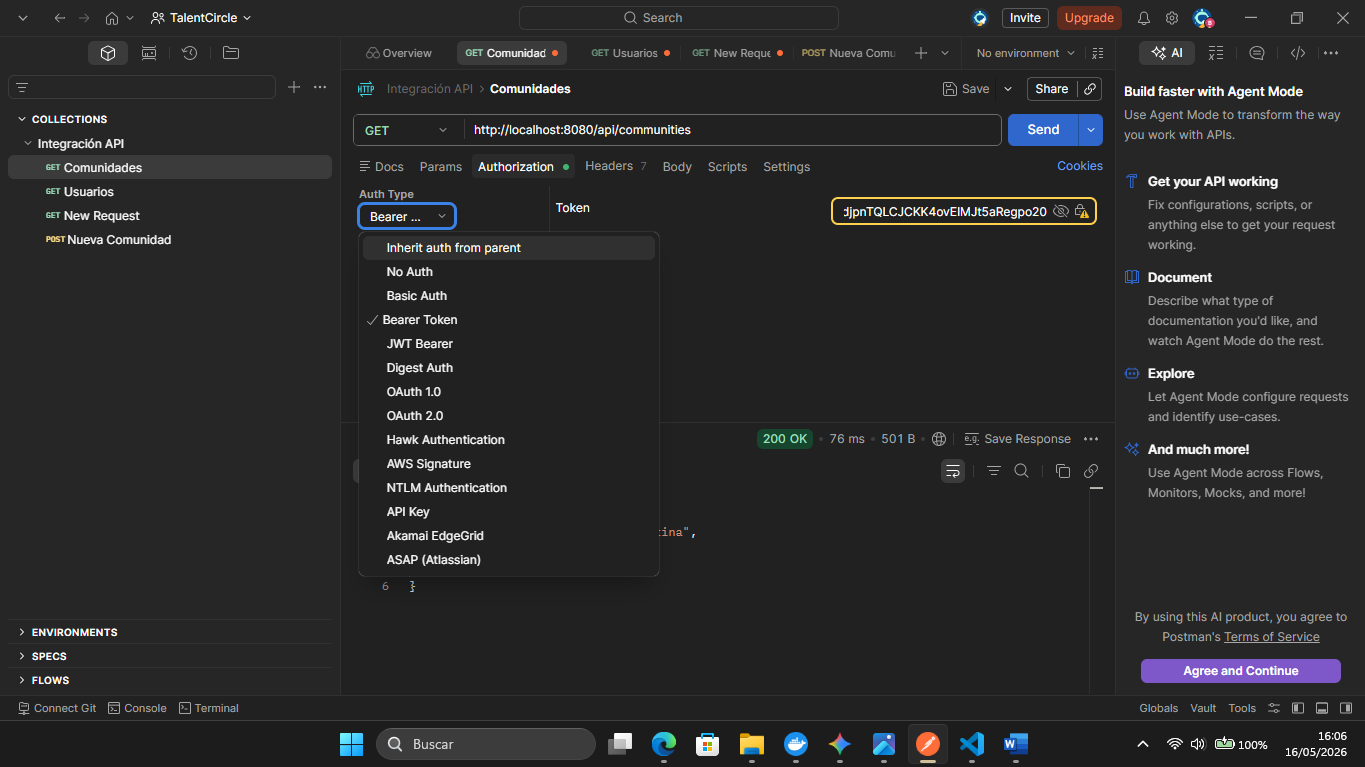 TalentCircle
Search
Invite
Upgrade
Overview
GET Comunidad
GET Usuarios
GET New Reque
POST Nueva Comu
No environment
AI
COLLECTIONS
Integración API
GET Comunidades
GET Usuarios
GET New Request
POST Nueva Comunidad
ENVIRONMENTS
SPECS
FLOWS
HTTP Integración API > Comunidades
Save
Share
GET
http://localhost:8080/api/communities
Send
Docs
Params
Authorization
Headers 7
Body
Scripts
Settings
Cookies
Auth Type
Bearer ...
Token
djpnTQLCJCKK4ovEIMJt5aRegpo20
Inherit auth from parent
No Auth
Basic Auth
Bearer Token
JWT Bearer
Digest Auth
OAuth 1.0
OAuth 2.0
Hawk Authentication
AWS Signature
NTLM Authentication
API Key
Akamai EdgeGrid
ASAP (Atlassian)
200 OK
76 ms
501 B
e.g. Save Response
tina",
6 }
Build faster with Agent Mode
Use Agent Mode to transform the way
you work with APIs.
Get your API working
Fix configurations, scripts, or
anything else to get your request
working.
Document
Describe what type of
documentation you'd like, and
watch Agent Mode do the rest.
Explore
Let Agent Mode configure requests
and identify use-cases.
And much more!
Use Agent Mode across Flows,
Monitors, Mocks, and more!
By using this AI product, you agree to
Postman's Terms of Service
Agree and Continue
Connect Git
Console
Terminal
Globals
Vault
Tools
Buscar
100%
16:06
16/05/2026